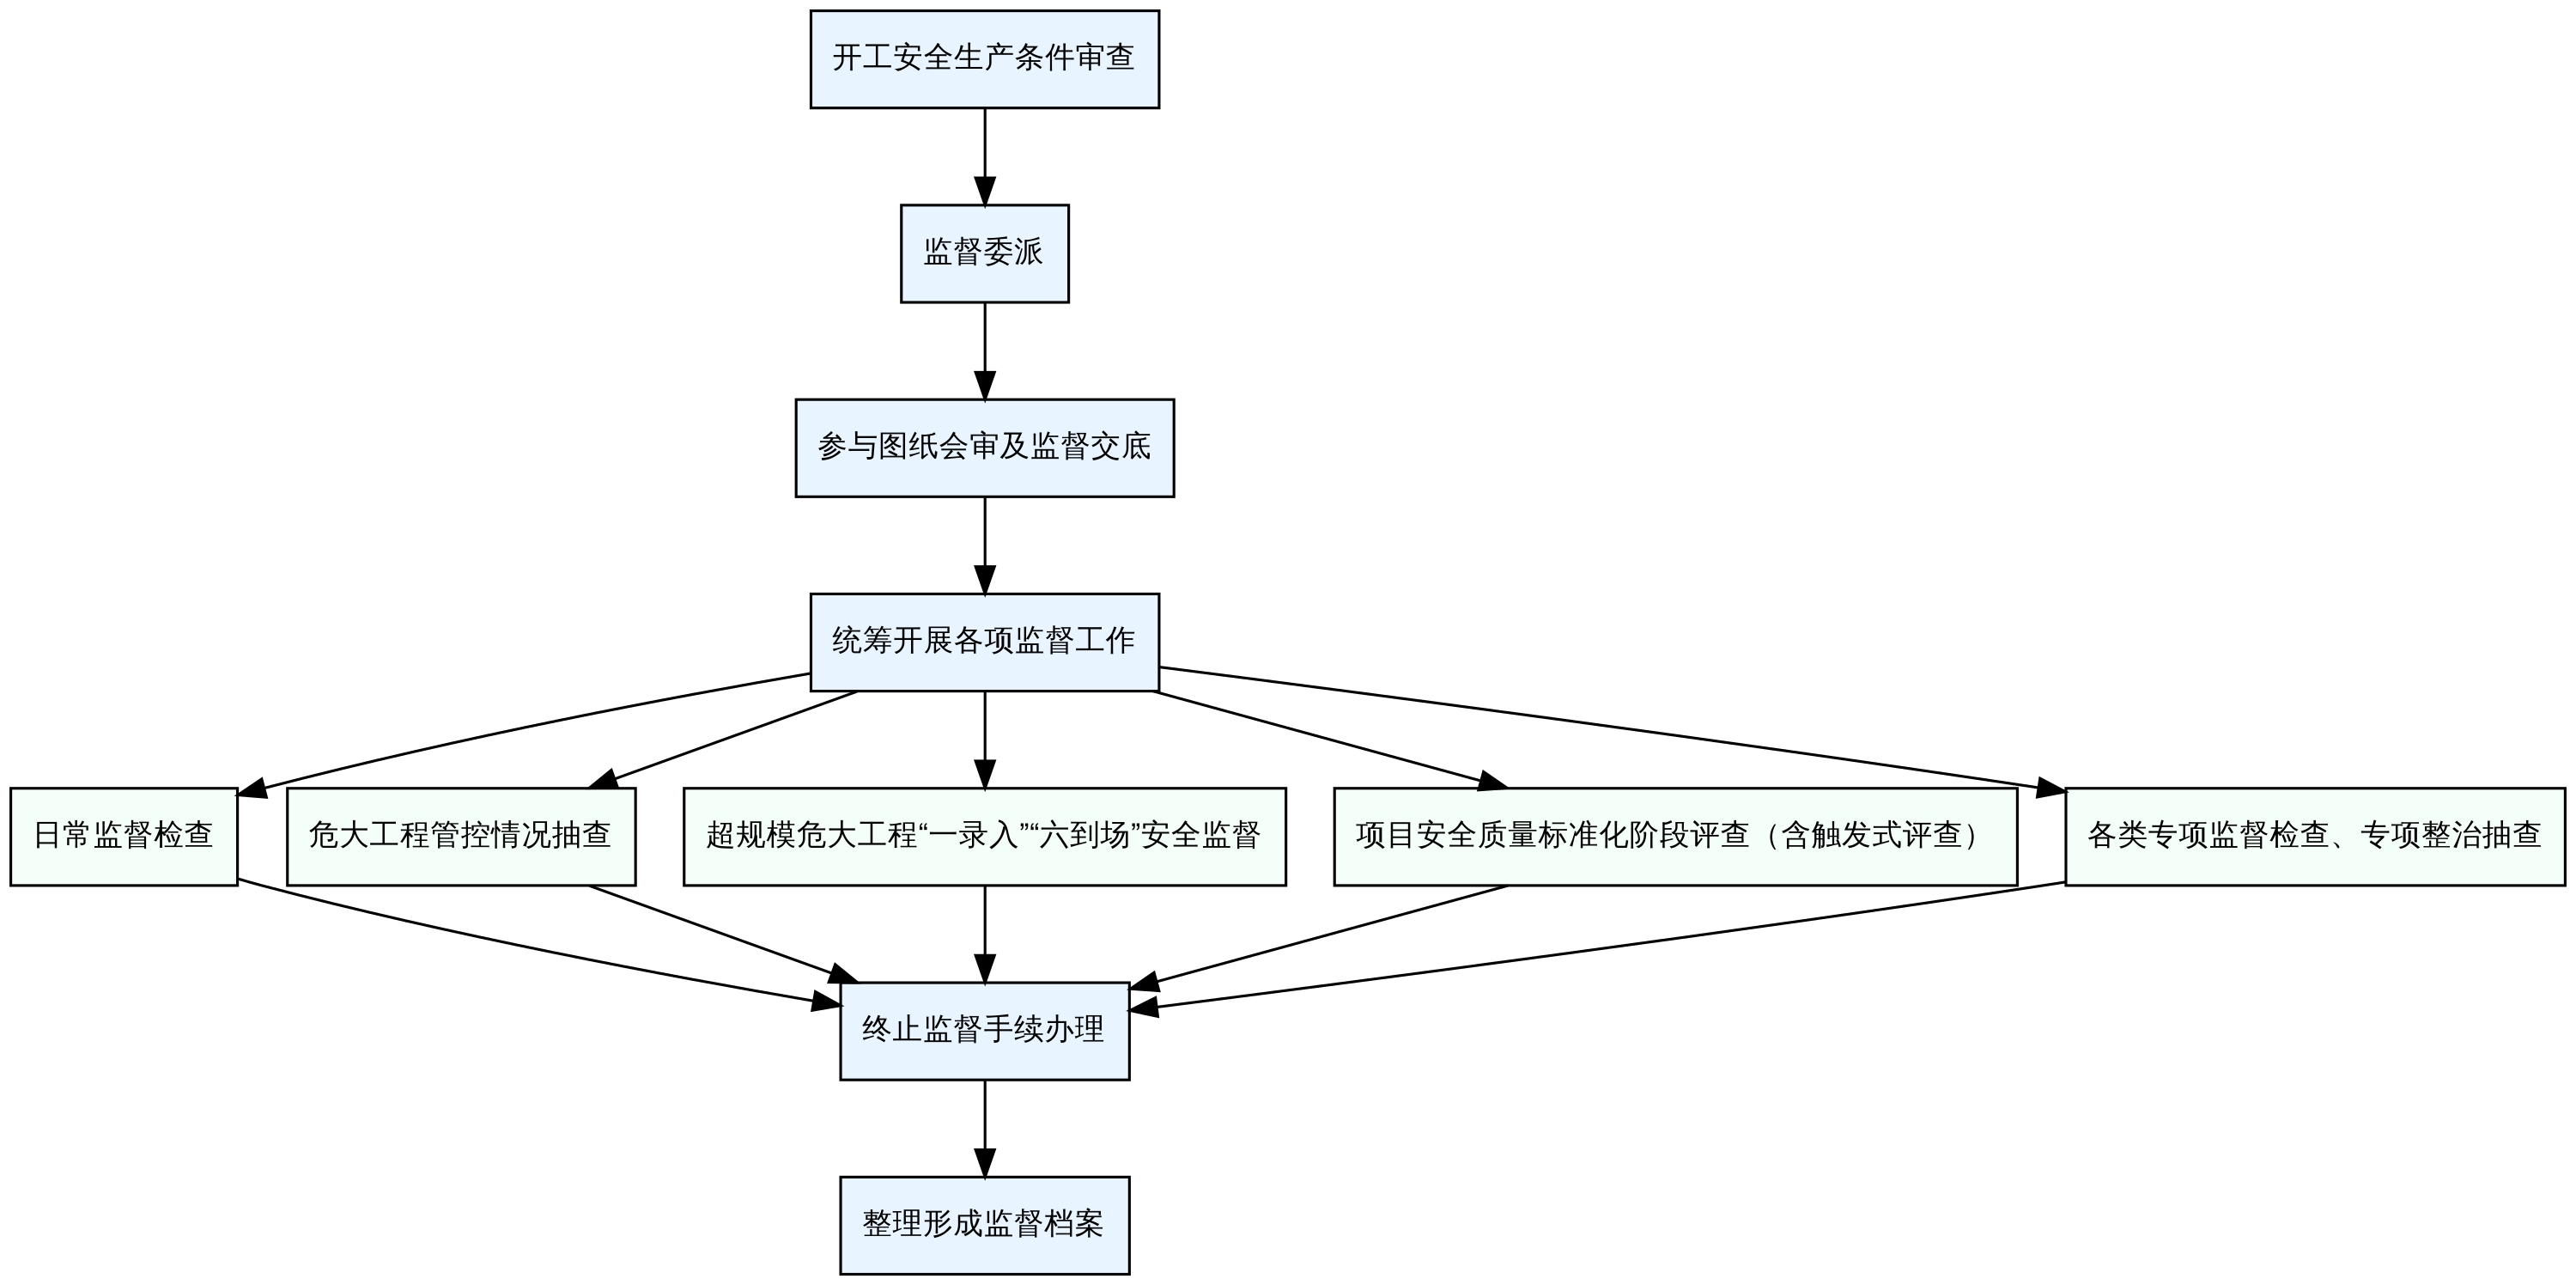 开工安全生产条件审查
监督委派
参与图纸会审及监督交底
统筹开展各项监督工作
日常监督检查
危大工程管控情况抽查
超规模危大工程“一录入”“六到场”安全监督
项目安全质量标准化阶段评查（含触发式评查）
各类专项监督检查、专项整治抽查
终止监督手续办理
整理形成监督档案